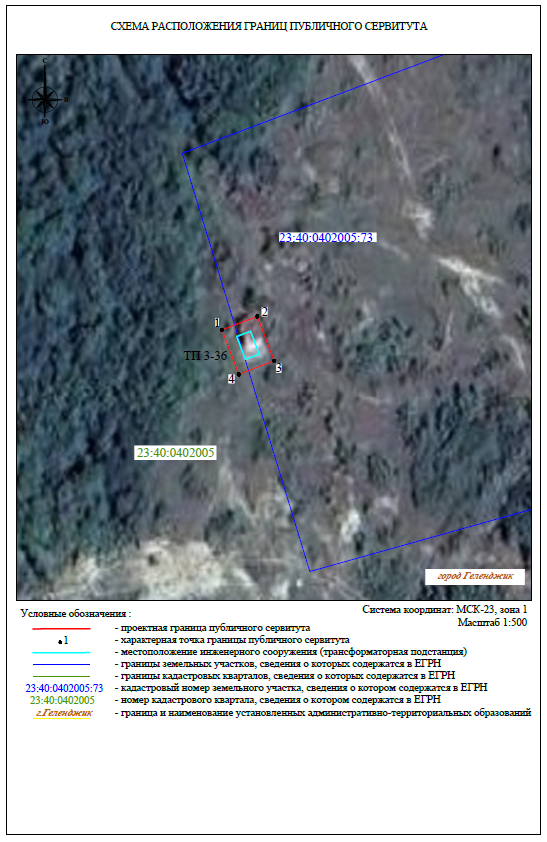 СХЕМА РАСПОЛОЖЕНИЯ ГРАНИЦ ПУБЛИЧНОГО СЕРВИТУТА
С
В
Ю
23:40:0402005:73
1
2
ТП 3-36
3
4
23:40:0402005
город Геленджик
Система координат: МСК-23, зона 1
Масштаб 1:500
Условные обозначения :
- проектная граница публичного сервитута
1 - характерная точка границы публичного сервитута
- местоположение инженерного сооружения (трансформаторная подстанция)
- границы земельных участков, сведения о которых содержатся в ЕГРН
- границы кадастровых кварталов, сведения о которых содержатся в ЕГРН
23:40:0402005:73 - кадастровый номер земельного участка, сведения о котором содержатся в ЕГРН
23:40:0402005 - номер кадастрового квартала, сведения о котором содержатся в ЕГРН
г.Геленджик - граница и наименование установленных административно-территориальных образований